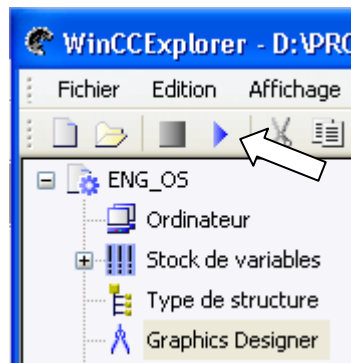 WinCCExplorer - D:\PRO
Fichier Edition Affichage
ENG_OS
Ordinateur
Stock de variables
Type de structure
Graphics Designer